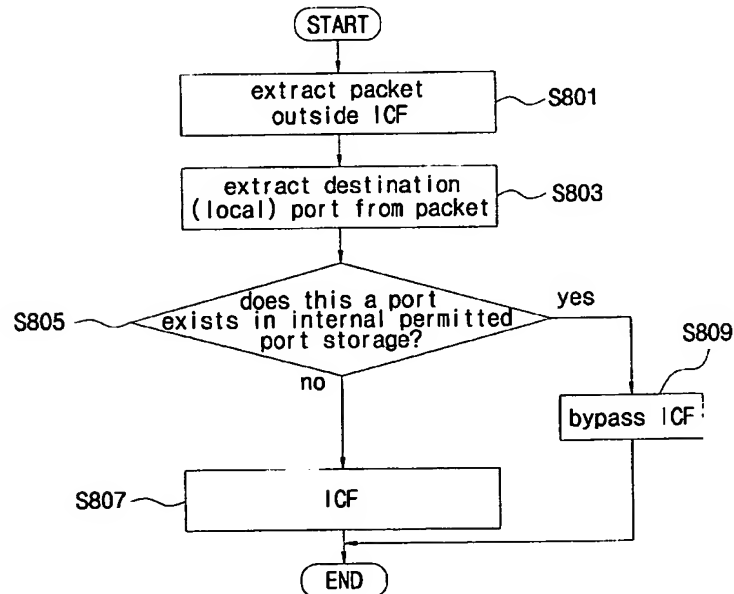 START
extract packet
outside ICF
S801
extract destination
(local) port from packet
S803
does this a port
exists in internal permitted
port storage?
S805
yes
no
S809
bypass ICF
ICF
S807
END